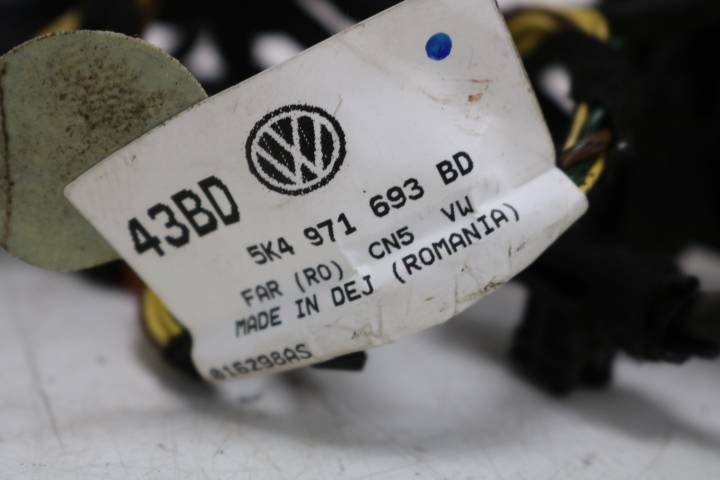 43BD
5K4 971 693 BD
FAR (RO) CN5 VW
MADE IN DEJ (ROMANIA)
016298AS